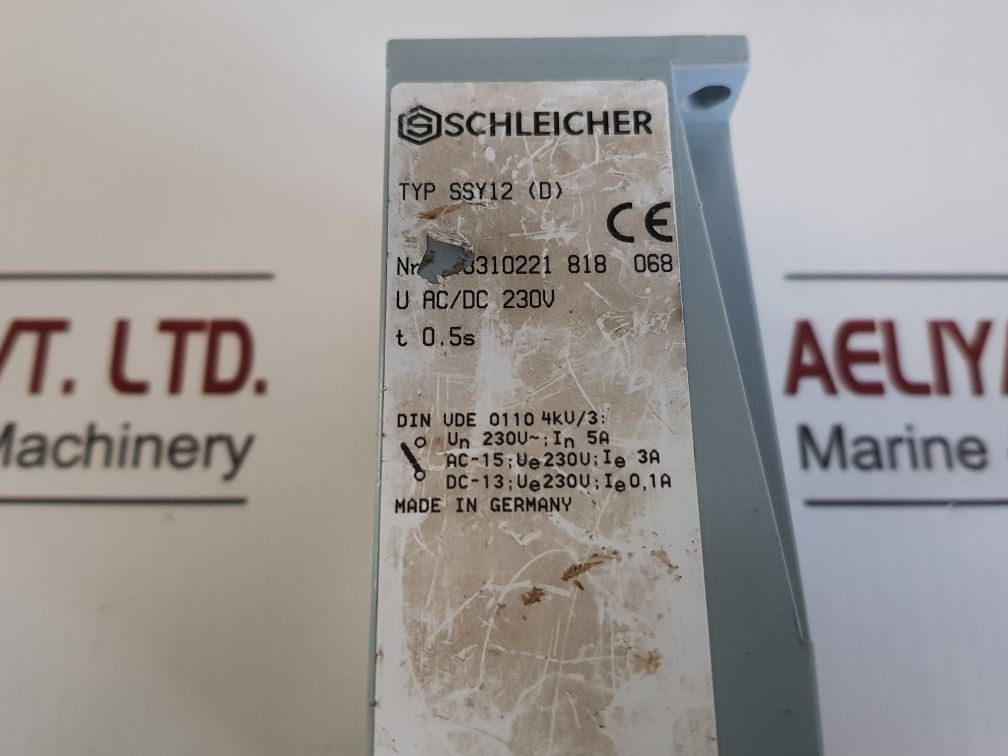 SCHLEICHER
TYP SSY12 (D)
CE
Nr 310221 818 068
U AC/DC 230V
t 0.5s
DIN VDE 0110 4kV/3:
Un 230V~; In 5A
AC-15; Ue230V; Ie 3A
DC-13; Ue230V; Ie0,1A
MADE IN GERMANY
VT. LTD.
Machinery
AELIY
Marine